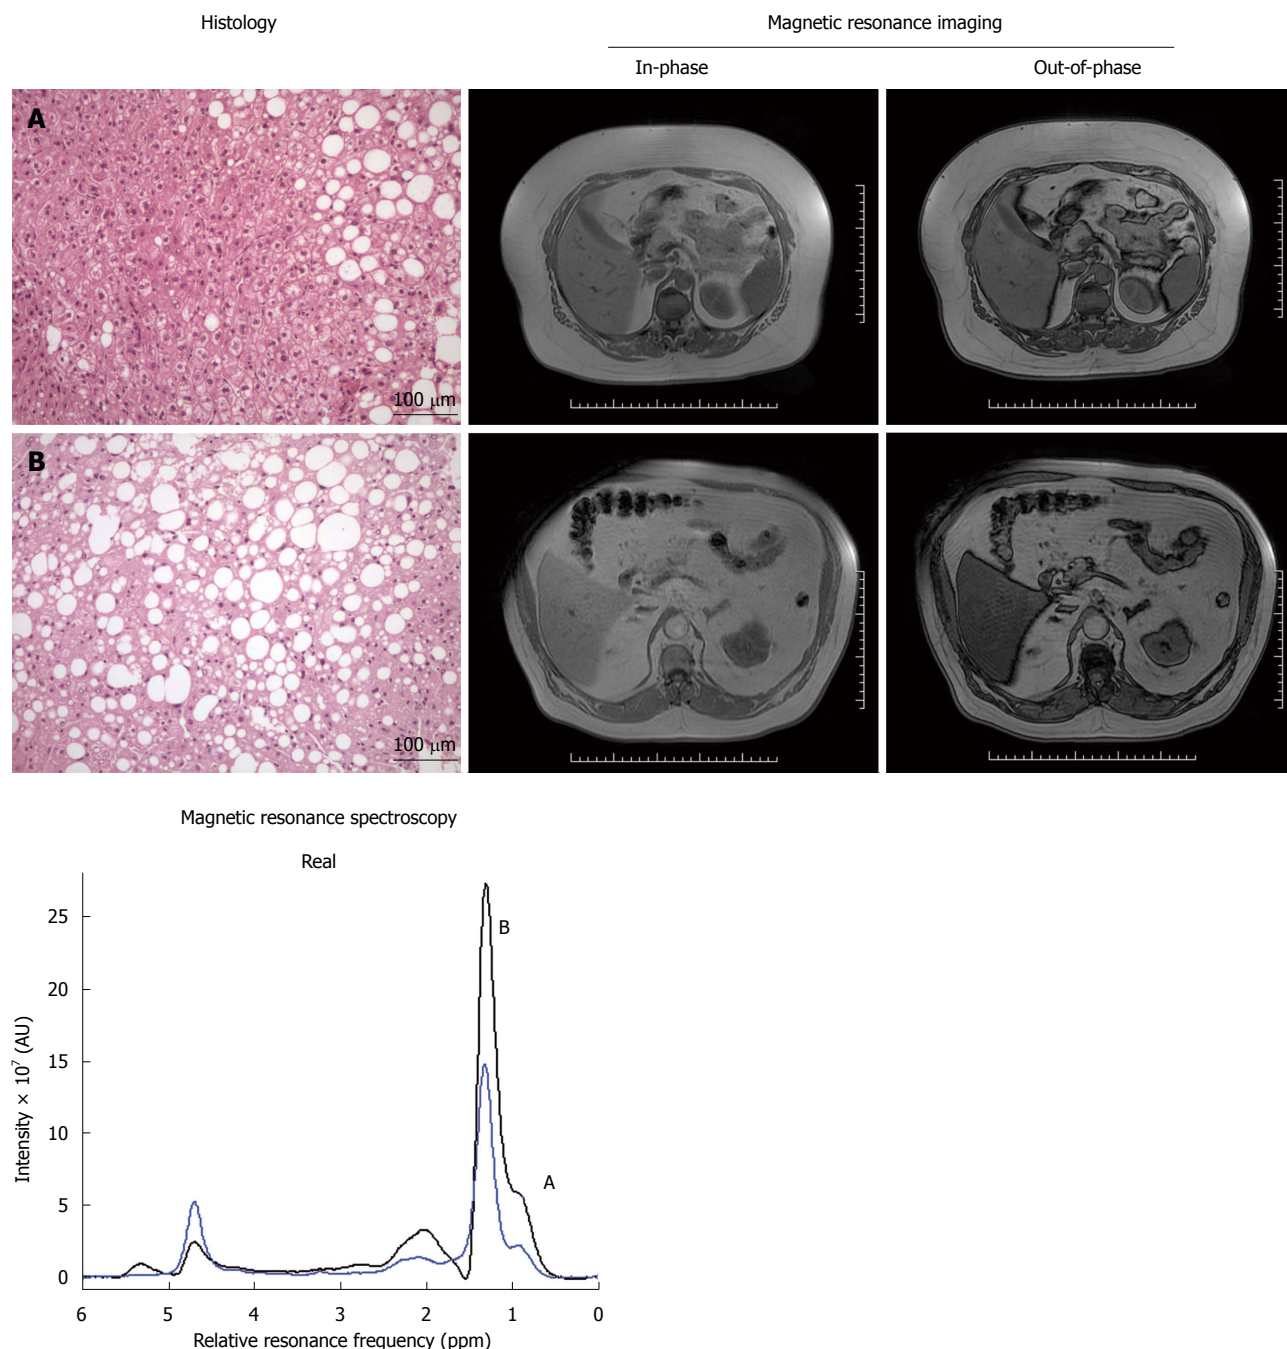 Histology
Magnetic resonance imaging
In-phase
Out-of-phase
A
100 μm
B
100 μm
Magnetic resonance spectroscopy
Real
Intensity × 10⁷ (AU)
25
20
15
10
5
0
B
A
6 5 4 3 2 1 0
Relative resonance frequency (ppm)